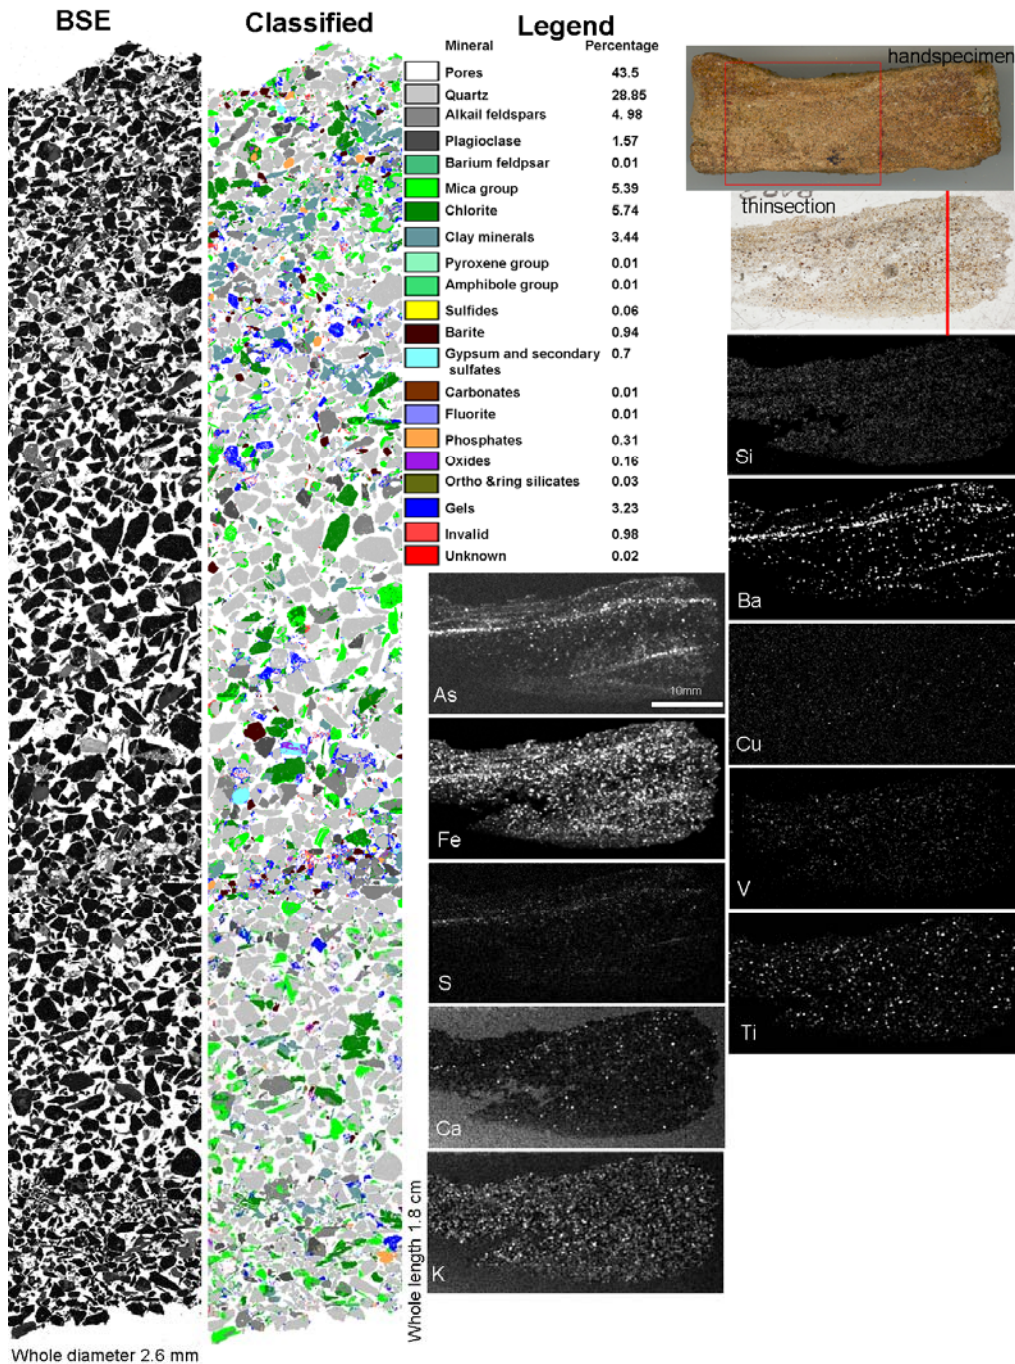 BSE
Classified
Legend
Mineral Percentage
Pores 43.5
Quartz 28.85
Alkail feldspars 4. 98
Plagioclase 1.57
Barium feldpsar 0.01
Mica group 5.39
Chlorite 5.74
Clay minerals 3.44
Pyroxene group 0.01
Amphibole group 0.01
Sulfides 0.06
Barite 0.94
Gypsum and secondary 0.7
sulfates
Carbonates 0.01
Fluorite 0.01
Phosphates 0.31
Oxides 0.16
Ortho &ring silicates 0.03
Gels 3.23
Invalid 0.98
Unknown 0.02
handspecimen
thinsection
Si
Ba
Cu
V
Ti
As
10mm
Fe
S
Ca
K
Whole length 1.8 cm
Whole diameter 2.6 mm